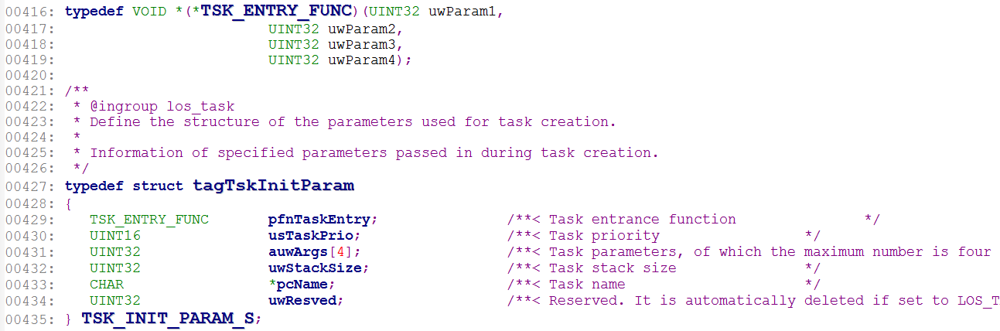 00416: typedef VOID *(*TSK_ENTRY_FUNC)(UINT32 uwParam1,
00417: UINT32 uwParam2,
00418: UINT32 uwParam3,
00419: UINT32 uwParam4);
00420:
00421: /**
00422: * @ingroup los_task
00423: * Define the structure of the parameters used for task creation.
00424: *
00425: * Information of specified parameters passed in during task creation.
00426: */
00427: typedef struct tagTskInitParam
00428: {
00429: TSK_ENTRY_FUNC pfnTaskEntry; /**< Task entrance function */
00430: UINT16 usTaskPrio; /**< Task priority */
00431: UINT32 auwArgs[4]; /**< Task parameters, of which the maximum number is four
00432: UINT32 uwStackSize; /**< Task stack size */
00433: CHAR *pcName; /**< Task name */
00434: UINT32 uwResved; /**< Reserved. It is automatically deleted if set to LOS_T
00435: } TSK_INIT_PARAM_S;